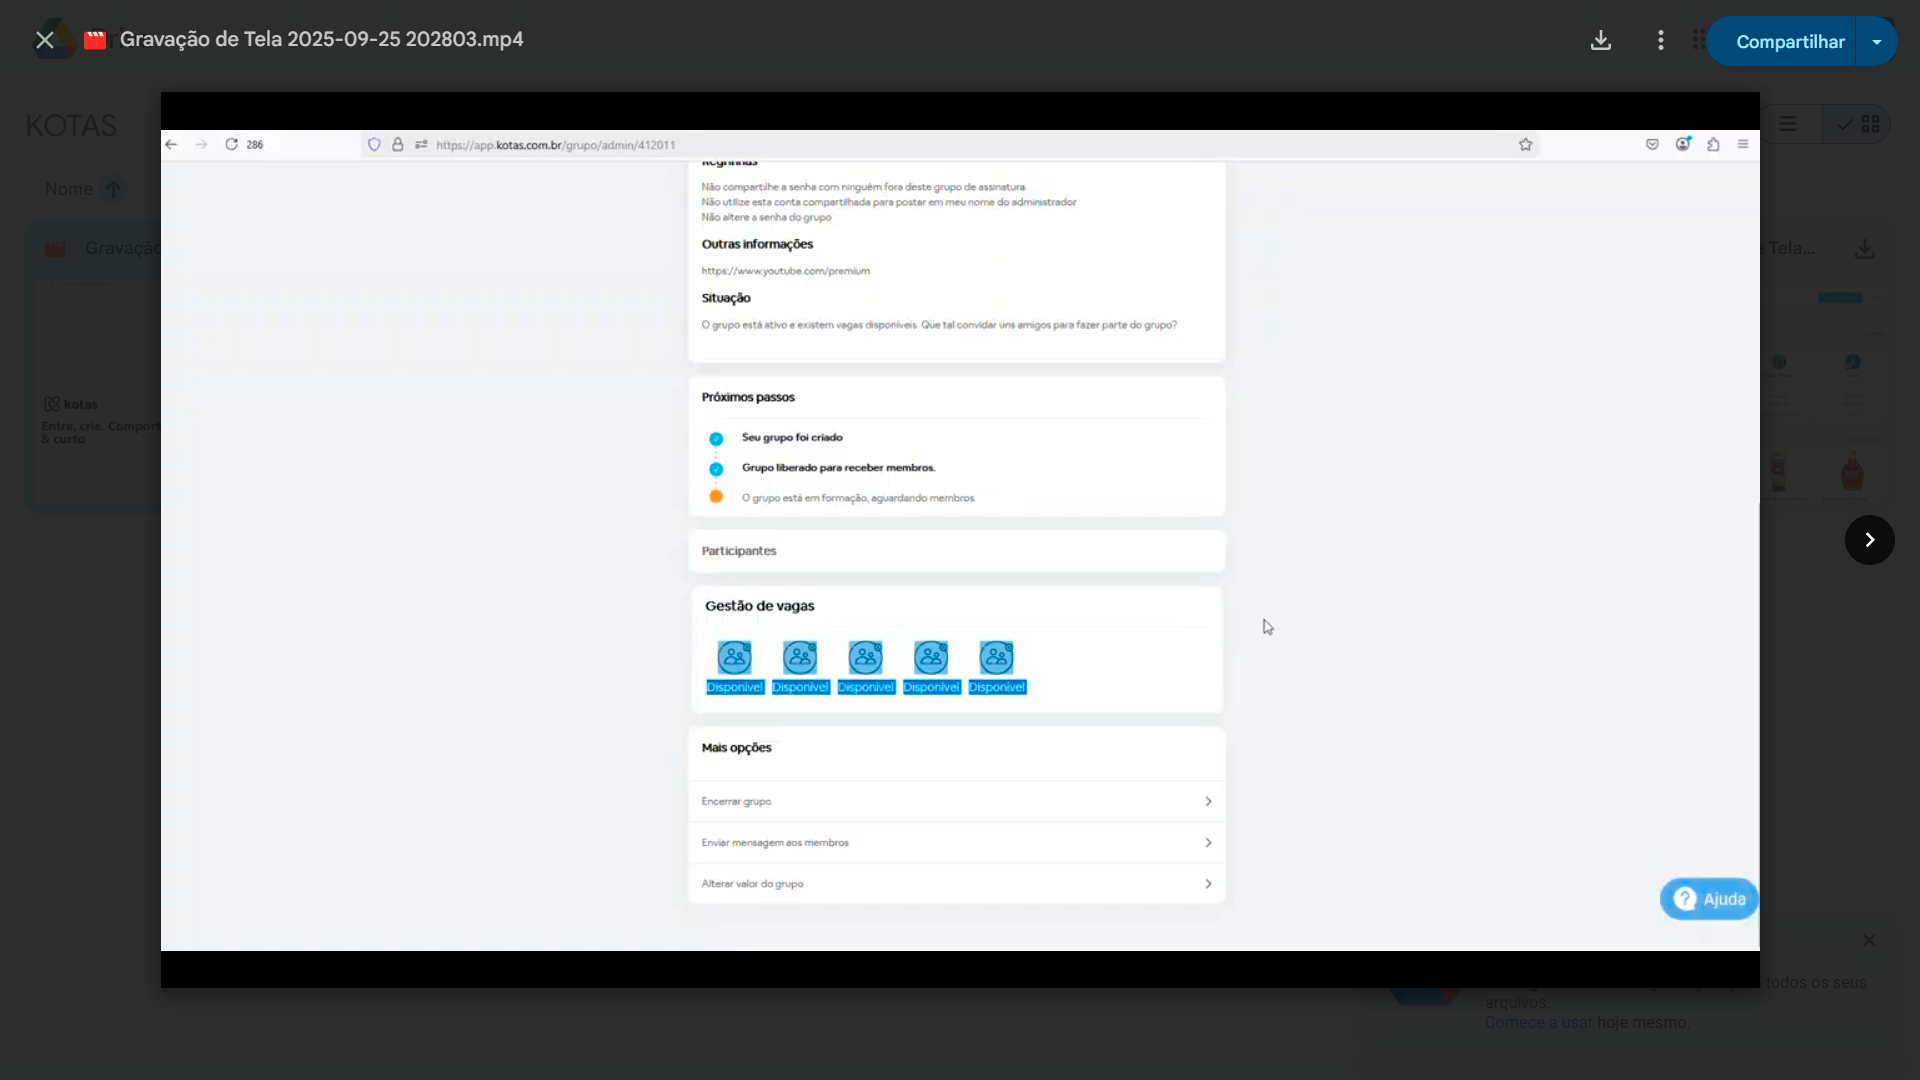 Gravação de Tela 2025-09-25 202803.mp4
Compartilhar
KOTAS
Nome
Gravação
e Tela...
kotas
Entre, crie. Compart
& curta
286
https://app.kotas.com.br/grupo/admin/412011
Regrinhas
Não compartilhe a senha com ninguém fora deste grupo de assinatura
Não utilize esta conta compartilhada para postar em meu nome do administrador
Não altere a senha do grupo
Outras informações
https://www.youtube.com/premium
Situação
O grupo está ativo e existem vagas disponíveis. Que tal convidar uns amigos para fazer parte do grupo?
Próximos passos
Seu grupo foi criado
Grupo liberado para receber membros.
O grupo está em formação, aguardando membros.
Participantes
Gestão de vagas
Disponível Disponível Disponível Disponível Disponível
Mais opções
Encerrar grupo
Enviar mensagem aos membros
Alterar valor do grupo
Ajuda
todos os seus
arquivos.
Comece a usar hoje mesmo.